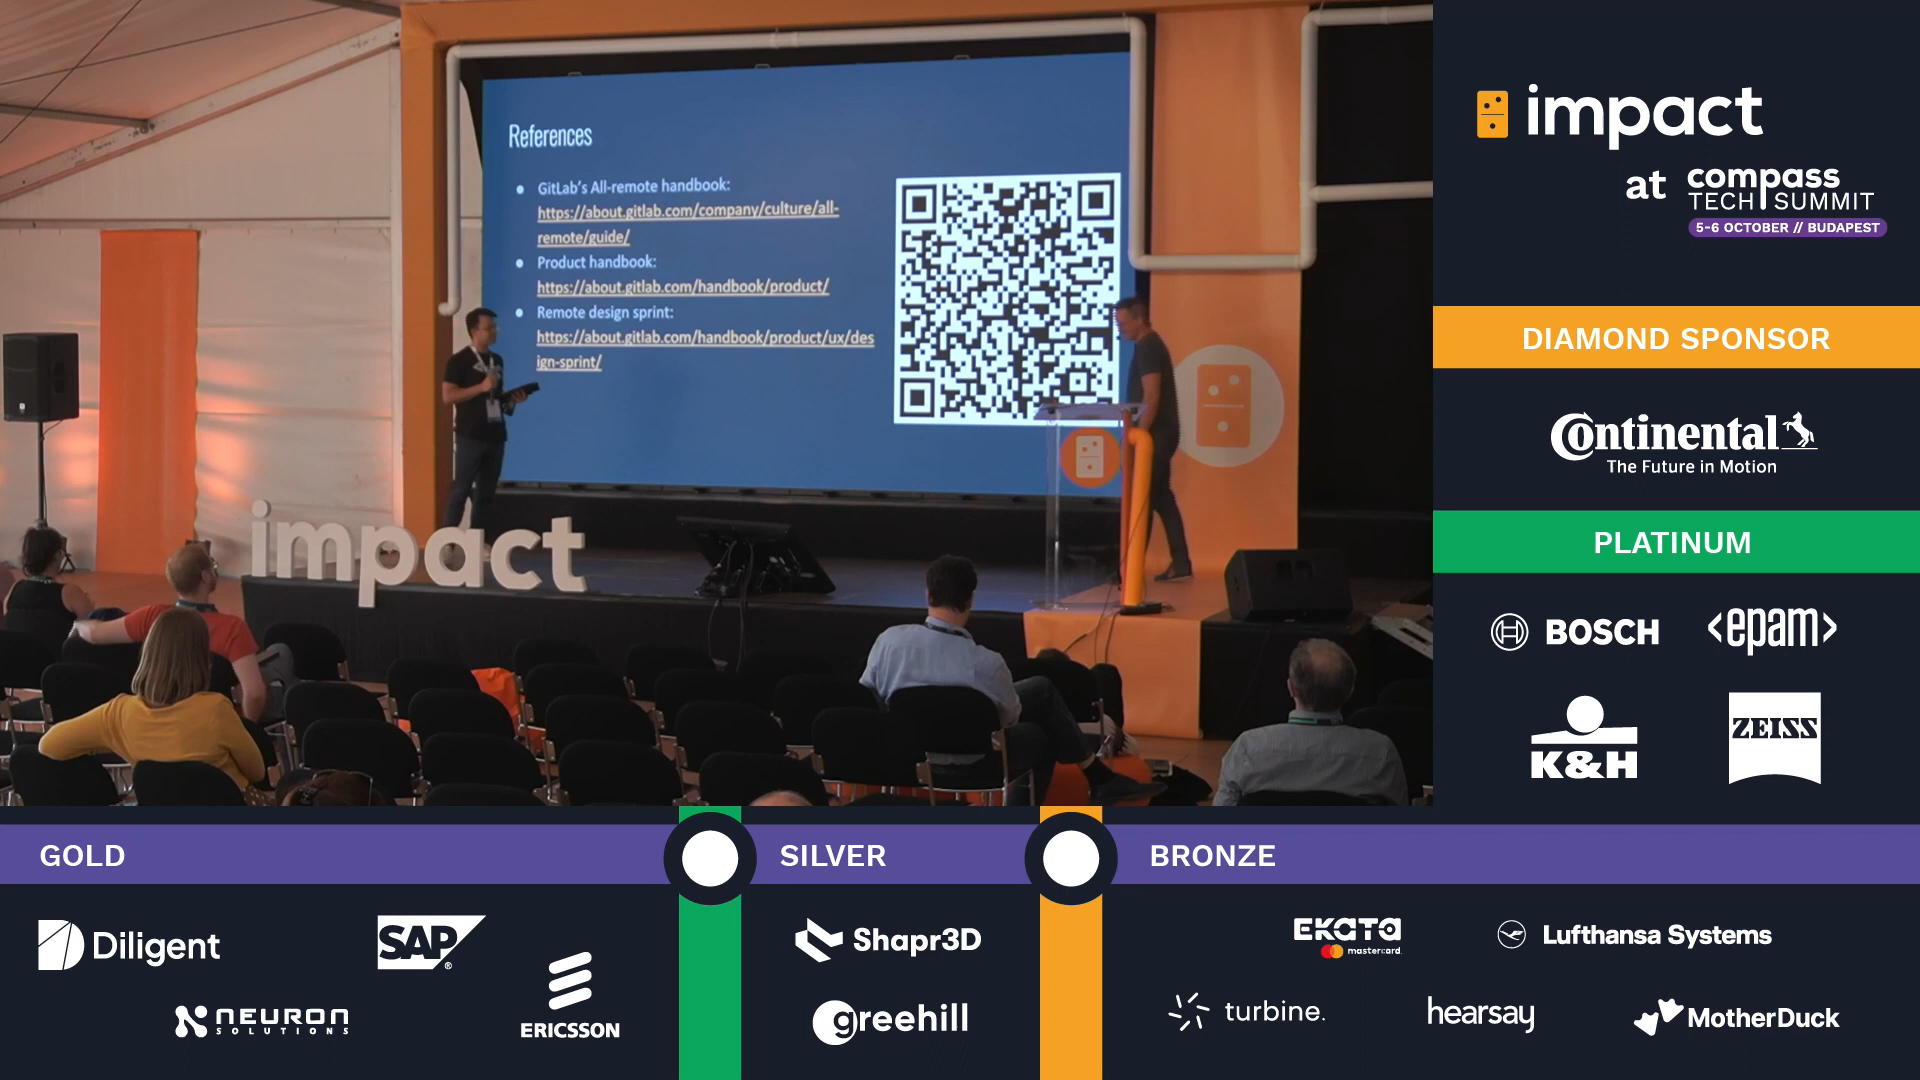 References
• GitLab's All-remote handbook:
https://about.gitlab.com/company/culture/all-
remote/guide/
• Product handbook:
https://about.gitlab.com/handbook/product/
• Remote design sprint:
https://about.gitlab.com/handbook/product/ux/des
ign-sprint/
impact
impact
at compass
TECH SUMMIT
5-6 OCTOBER // BUDAPEST
DIAMOND SPONSOR
Continental
The Future in Motion
PLATINUM
BOSCH
<epam>
K&H
ZEISS
GOLD
SILVER
BRONZE
Diligent
SAP®
NEURON
SOLUTIONS
ERICSSON
Shapr3D
greehill
EKATA
mastercard.
Lufthansa Systems
turbine.
hearsay
MotherDuck